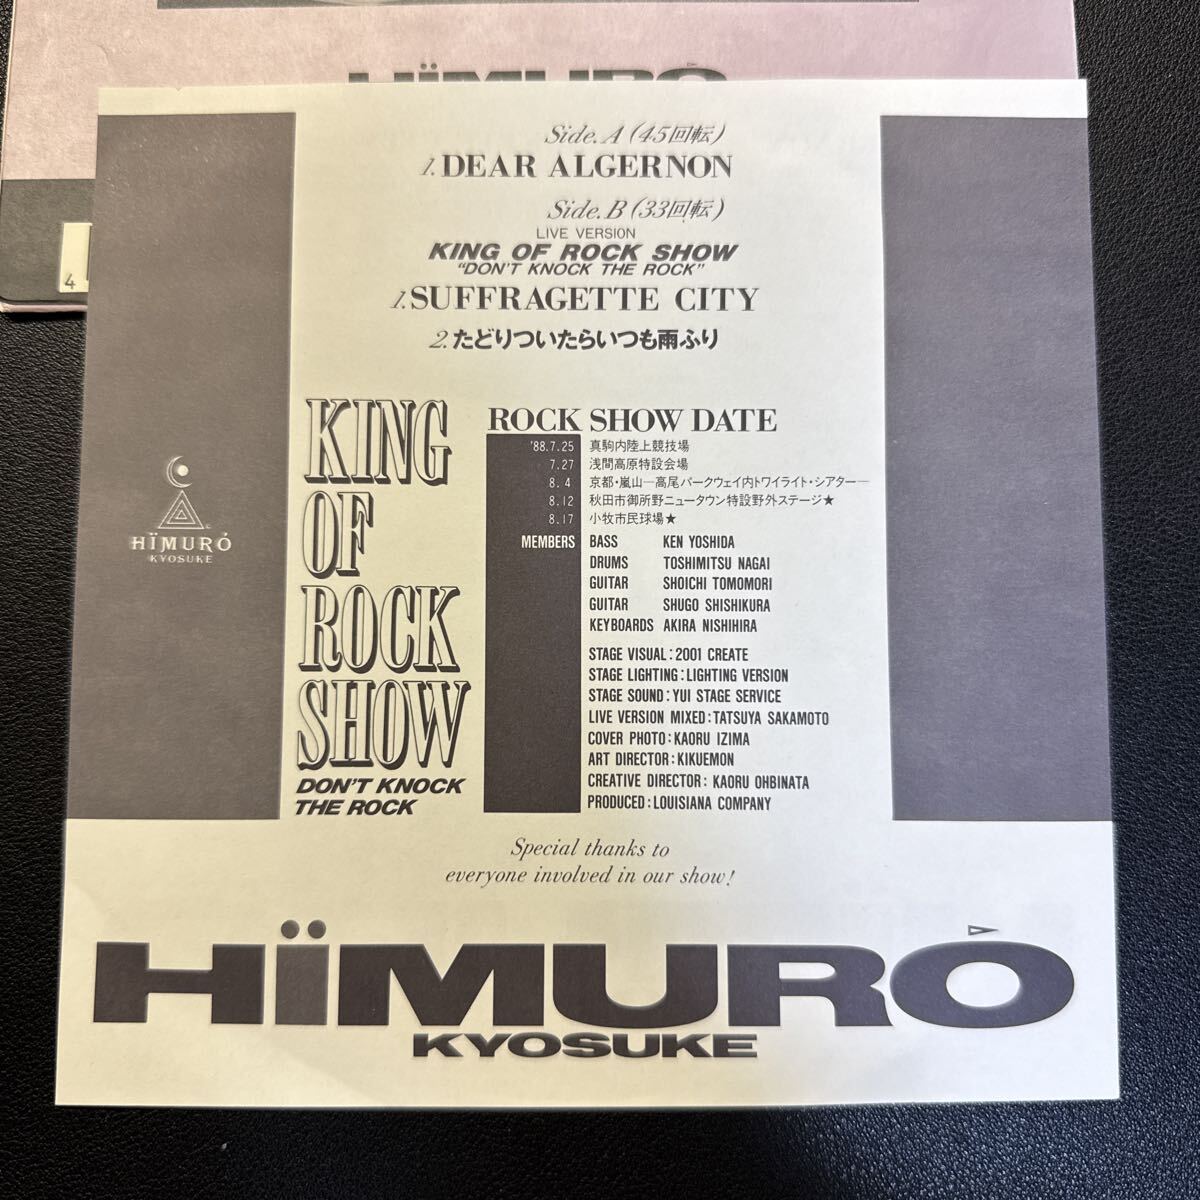 HÏMURÓ
4
Side. A (45回転)
1. DEAR ALGERNON
Side. B (33回転)
LIVE VERSION
KING OF ROCK SHOW
"DON'T KNOCK THE ROCK"
1. SUFFRAGETTE CITY
2. たどりついたらいつも雨ふり
HÏMURÓ
KYOSUKE
KING
OF
ROCK
SHOW
DON'T KNOCK
THE ROCK
ROCK SHOW DATE
'88.7.25 真駒内陸上競技場
7.27 浅間高原特設会場
8.4 京都・嵐山—高尾パークウェイ内トワイライト・シアター—
8.12 秋田市御所野ニュータウン特設野外ステージ★
8.17 小牧市民球場★
MEMBERS BASS KEN YOSHIDA
DRUMS TOSHIMITSU NAGAI
GUITAR SHOICHI TOMOMORI
GUITAR SHUGO SHISHIKURA
KEYBOARDS AKIRA NISHIHIRA
STAGE VISUAL : 2001 CREATE
STAGE LIGHTING : LIGHTING VERSION
STAGE SOUND : YUI STAGE SERVICE
LIVE VERSION MIXED : TATSUYA SAKAMOTO
COVER PHOTO : KAORU IZIMA
ART DIRECTOR : KIKUEMON
CREATIVE DIRECTOR : KAORU OHBINATA
PRODUCED : LOUISIANA COMPANY
Special thanks to
everyone involved in our show!
HÏMURÓ
KYOSUKE